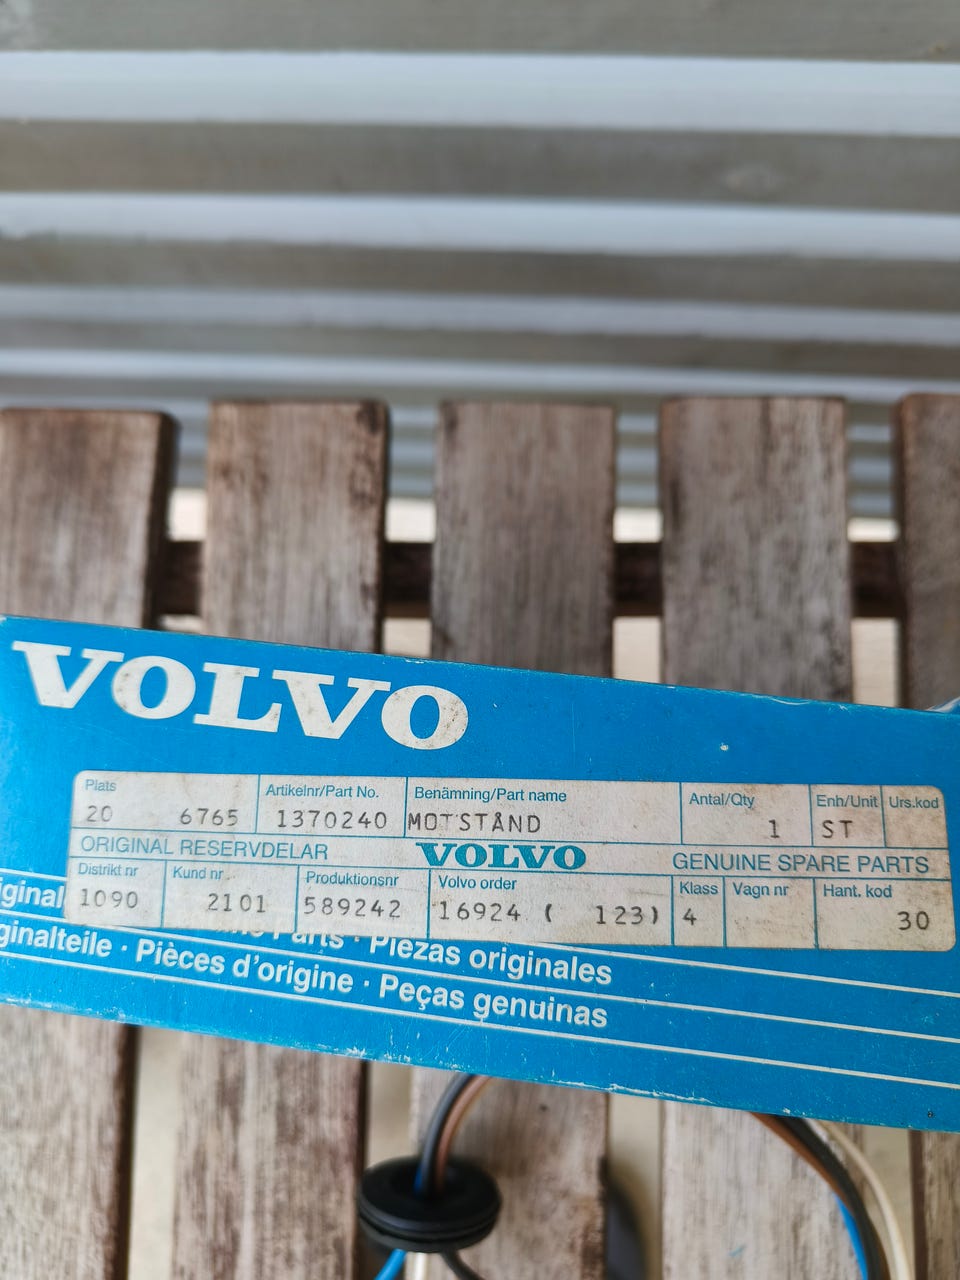 VOLVO
Plats Artikelnr/Part No. Benämning/Part name Antal/Qty Enh/Unit Urs.kod
20 6765 1370240 MOTSTÅND 1 ST
ORIGINAL RESERVDELAR VOLVO GENUINE SPARE PARTS
Distrikt nr Kund nr Produktionsnr Volvo order Klass Vagn nr Hant. kod
1090 2101 589242 16924 ( 123) 4 30
Parts · Piezas originales
ginalteile · Pièces d'origine · Peças genuinas